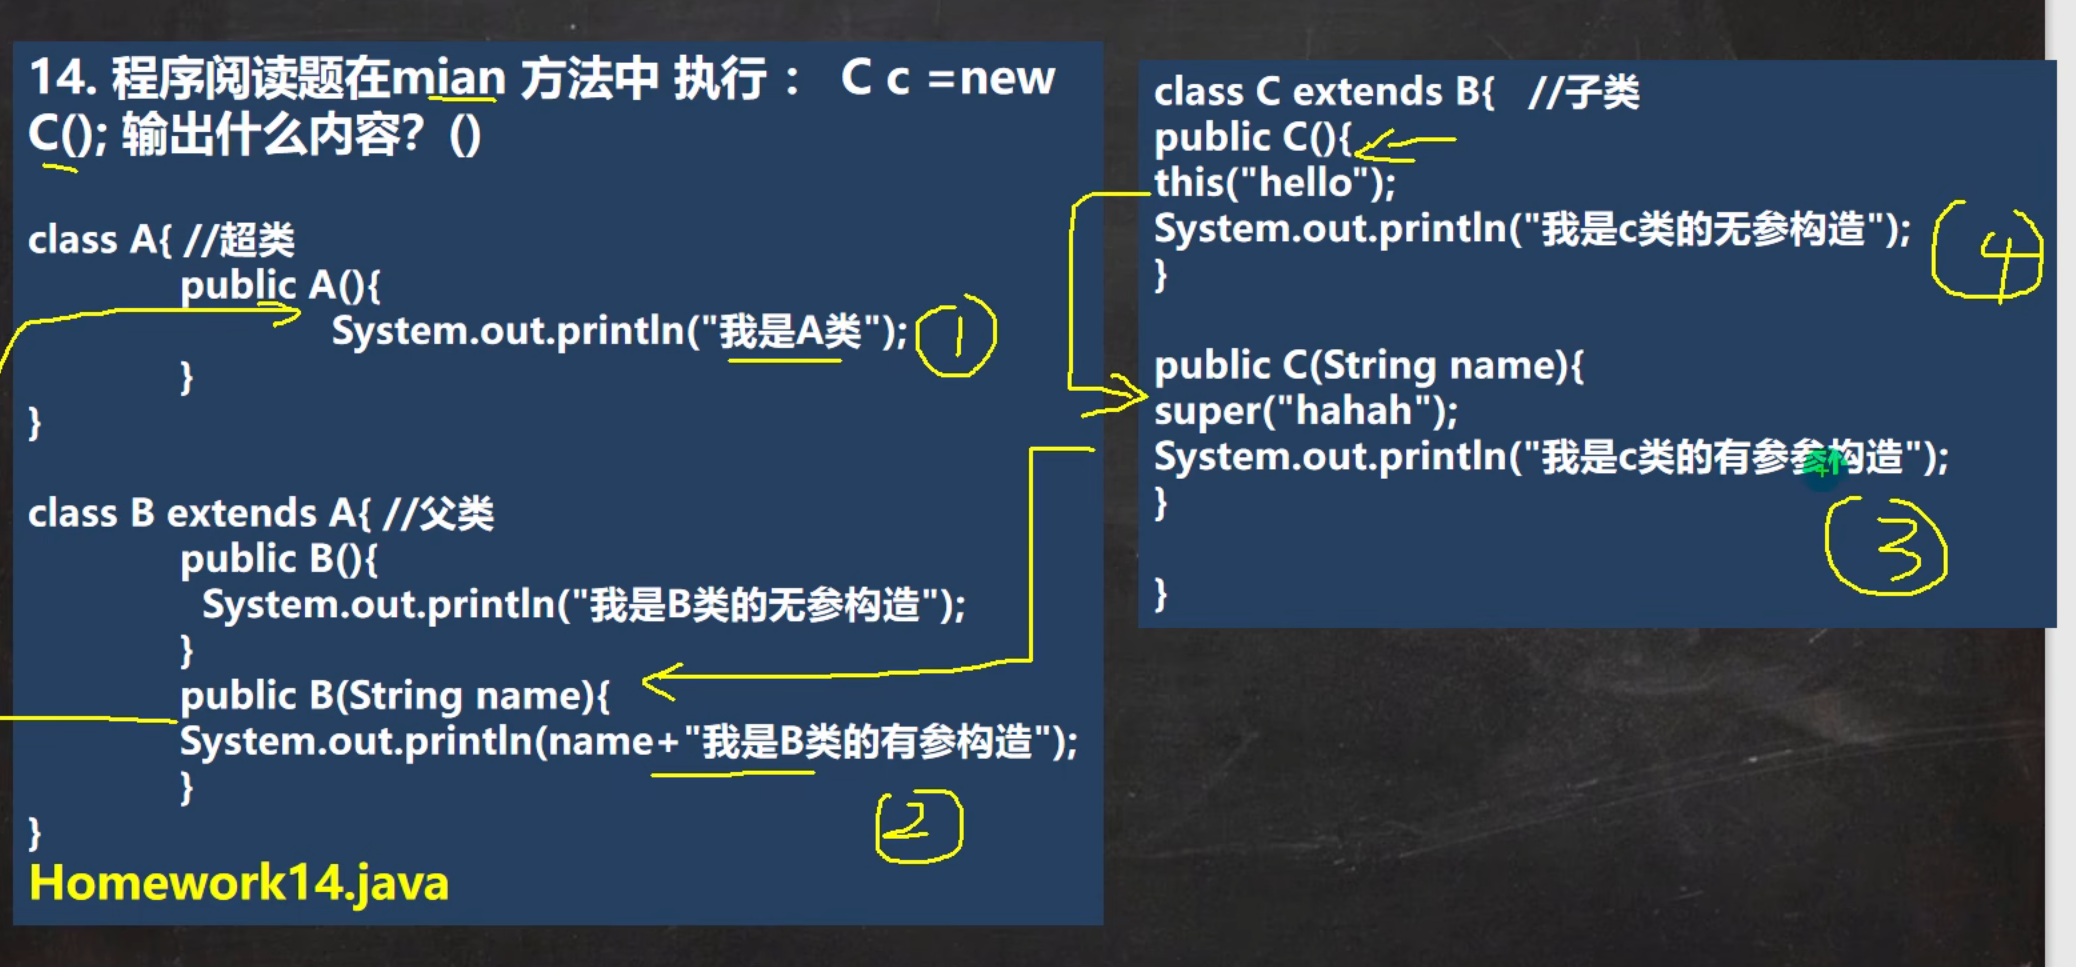 14. 程序阅读题在mian 方法中 执行 :   C c =new
C(); 输出什么内容? ()
class A{ //超类
public A(){
System.out.println("我是A类");
①
}
}
class B extends A{ //父类
public B(){
System.out.println("我是B类的无参构造");
}
public B(String name){
System.out.println(name+"我是B类的有参构造");
}
②
}
Homework14.java
class C extends B{   //子类
public C(){
this("hello");
System.out.println("我是c类的无参构造");
④
}
public C(String name){
super("hahah");
System.out.println("我是c类的有参参构造");
}
③
}